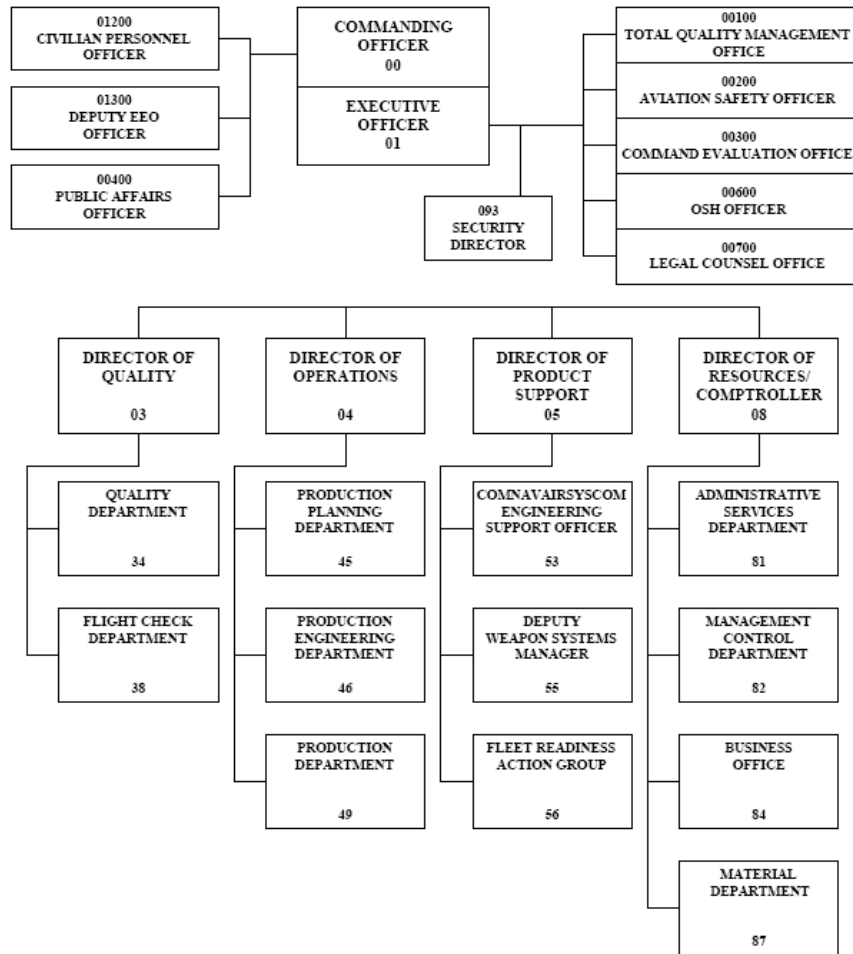 01200
CIVILIAN PERSONNEL
OFFICER
01300
DEPUTY EEO
OFFICER
00400
PUBLIC AFFAIRS
OFFICER
COMMANDING
OFFICER
00
EXECUTIVE
OFFICER
01
093
SECURITY
DIRECTOR
00100
TOTAL QUALITY MANAGEMENT
OFFICE
00200
AVIATION SAFETY OFFICER
00300
COMMAND EVALUATION OFFICE
00600
OSH OFFICER
00700
LEGAL COUNSEL OFFICE
DIRECTOR OF
QUALITY
03
QUALITY
DEPARTMENT
34
FLIGHT CHECK
DEPARTMENT
38
DIRECTOR OF
OPERATIONS
04
PRODUCTION
PLANNING
DEPARTMENT
45
PRODUCTION
ENGINEERING
DEPARTMENT
46
PRODUCTION
DEPARTMENT
49
DIRECTOR OF
PRODUCT
SUPPORT
05
COMNAVAIRSYSCOM
ENGINEERING
SUPPORT OFFICER
53
DEPUTY
WEAPON SYSTEMS
MANAGER
55
FLEET READINESS
ACTION GROUP
56
DIRECTOR OF
RESOURCES/
COMPTROLLER
08
ADMINISTRATIVE
SERVICES
DEPARTMENT
81
MANAGEMENT
CONTROL
DEPARTMENT
82
BUSINESS
OFFICE
84
MATERIAL
DEPARTMENT
87